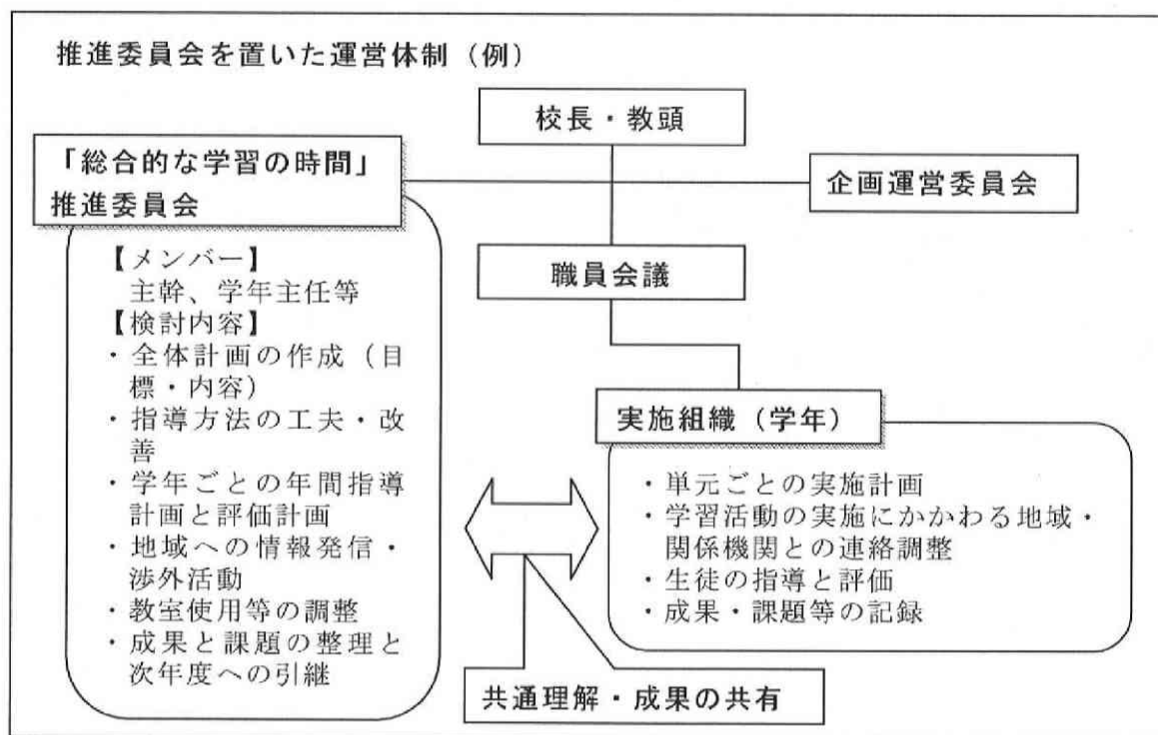 推進委員会を置いた運営体制（例）
校長・教頭
「総合的な学習の時間」
推進委員会
企画運営委員会
【メンバー】
主幹、学年主任等
【検討内容】
・全体計画の作成（目
標・内容）
・指導方法の工夫・改
善
・学年ごとの年間指導
計画と評価計画
・地域への情報発信・
渉外活動
・教室使用等の調整
・成果と課題の整理と
次年度への引継
職員会議
実施組織（学年）
・単元ごとの実施計画
・学習活動の実施にかかわる地域・
関係機関との連絡調整
・生徒の指導と評価
・成果・課題等の記録
共通理解・成果の共有